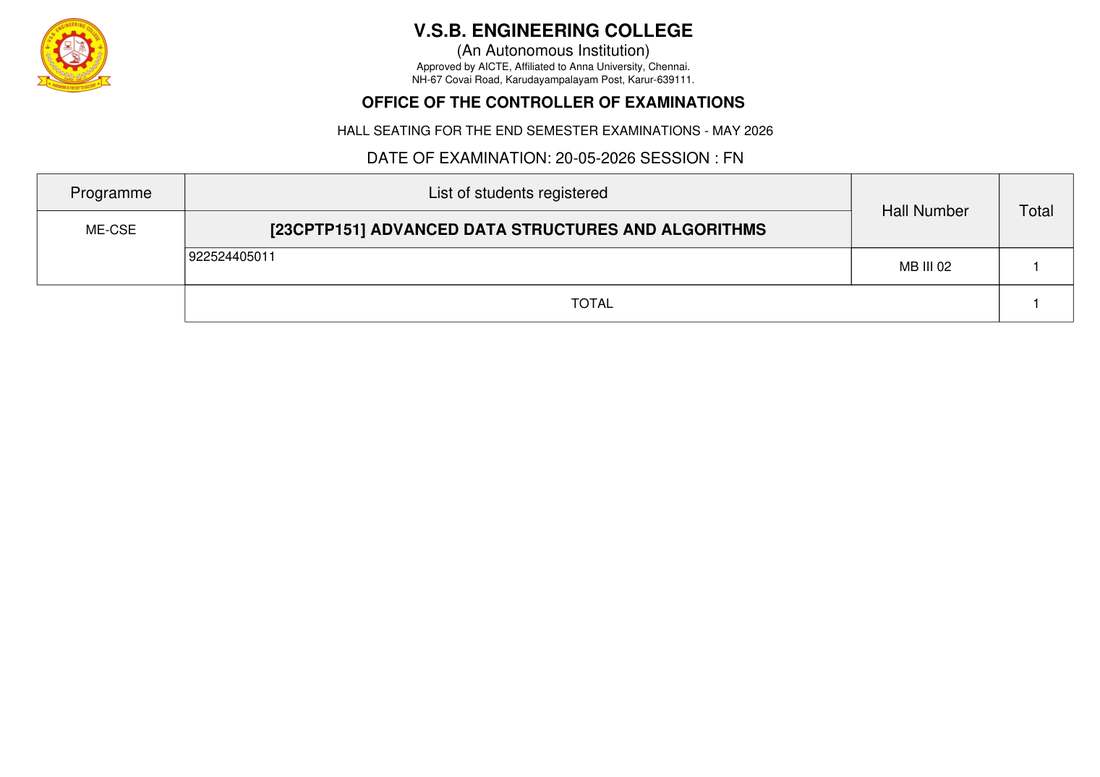 V.S.B. ENGINEERING COLLEGE
(An Autonomous Institution)
Approved by AICTE, Affiliated to Anna University, Chennai.
NH-67 Covai Road, Karudayampalayam Post, Karur-639111.
OFFICE OF THE CONTROLLER OF EXAMINATIONS
HALL SEATING FOR THE END SEMESTER EXAMINATIONS - MAY 2026
DATE OF EXAMINATION: 20-05-2026 SESSION : FN
Programme
List of students registered
Hall Number
Total
ME-CSE
[23CPTP151] ADVANCED DATA STRUCTURES AND ALGORITHMS
922524405011
MB III 02
1
TOTAL
1